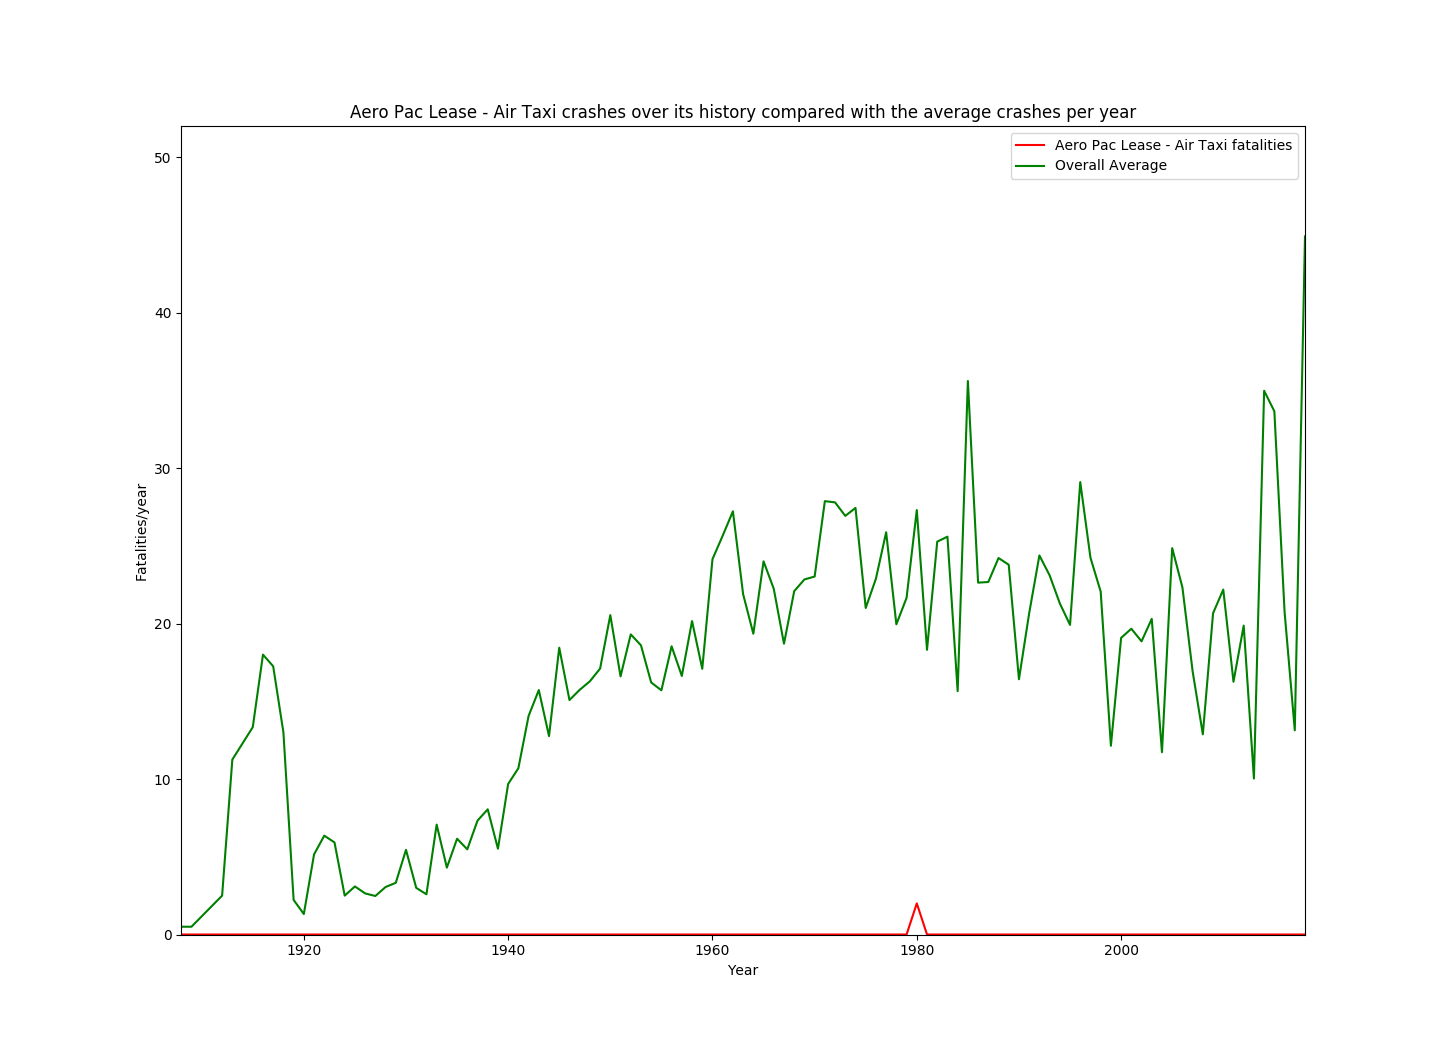 Aero Pac Lease - Air Taxi crashes over its history compared with the average crashes per year
Aero Pac Lease - Air Taxi fatalities
Overall Average
50
40
30
20
10
0
Fatalities/year
1920
1940
1960
1980
2000
Year